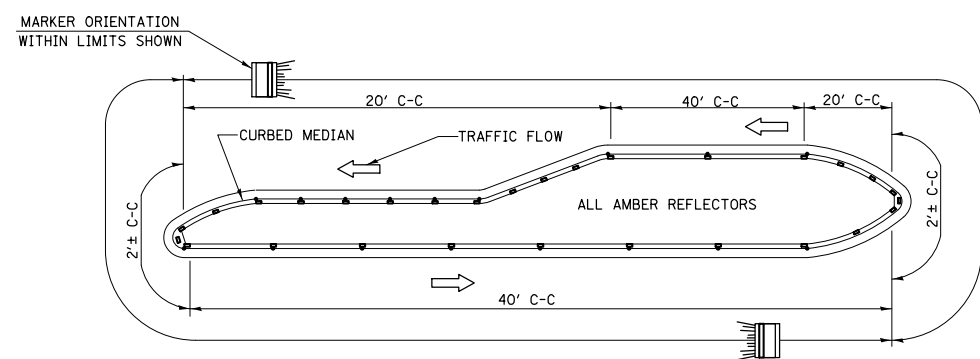 MARKER ORIENTATION
WITHIN LIMITS SHOWN
20' C-C
40' C-C
20' C-C
CURBED MEDIAN
TRAFFIC FLOW
ALL AMBER REFLECTORS
2'± C-C
2'± C-C
40' C-C